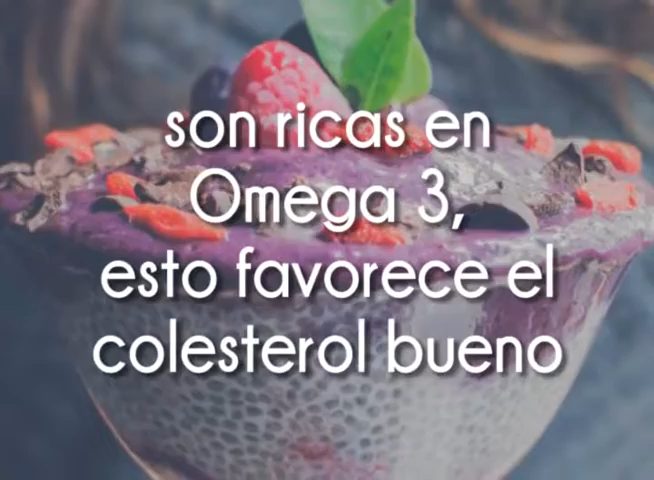 son ricas en
Omega 3,
esto favorece el
colesterol bueno